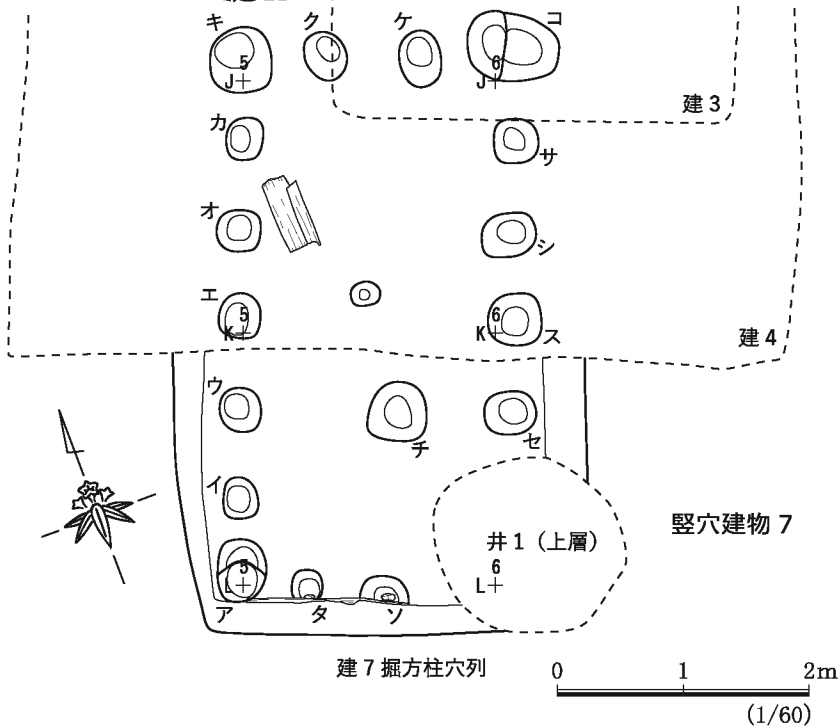 キ ク ケ コ
5 6
J J
建3
カ サ
オ シ
エ 5 6
K K ス
建4
ウ チ セ
イ
竪穴建物7
井1（上層）
5 6
L L
ア タ ソ
建7掘方柱穴列
0 1 2m
(1/60)